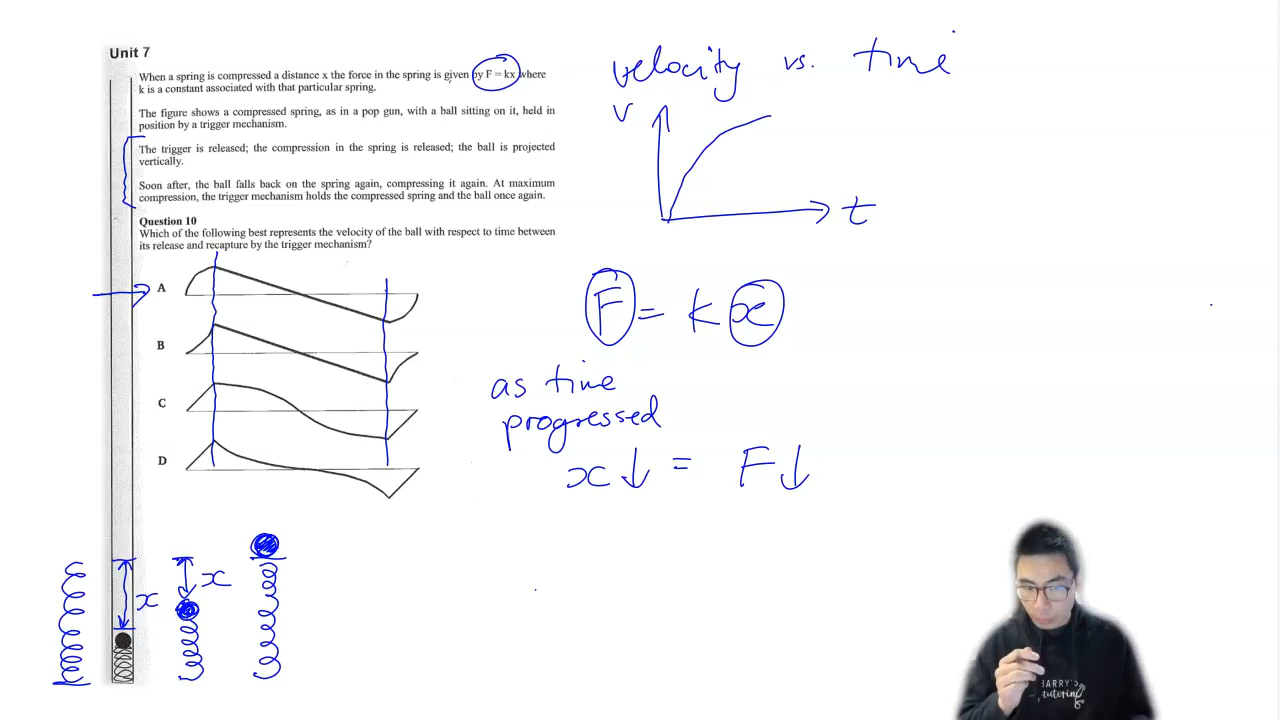 Unit 7
When a spring is compressed a distance x the force in the spring is given by F = kx where
k is a constant associated with that particular spring.
The figure shows a compressed spring, as in a pop gun, with a ball sitting on it, held in
position by a trigger mechanism.
The trigger is released; the compression in the spring is released; the ball is projected
vertically.
Soon after, the ball falls back on the spring again, compressing it again. At maximum
compression, the trigger mechanism holds the compressed spring and the ball once again.
Question 10
Which of the following best represents the velocity of the ball with respect to time between
its release and recapture by the trigger mechanism?
A
B
C
D
x
x
velocity vs. time
v
t
F = kx
as time
progressed
x↓ = F↓
BARRY'S
tutoring